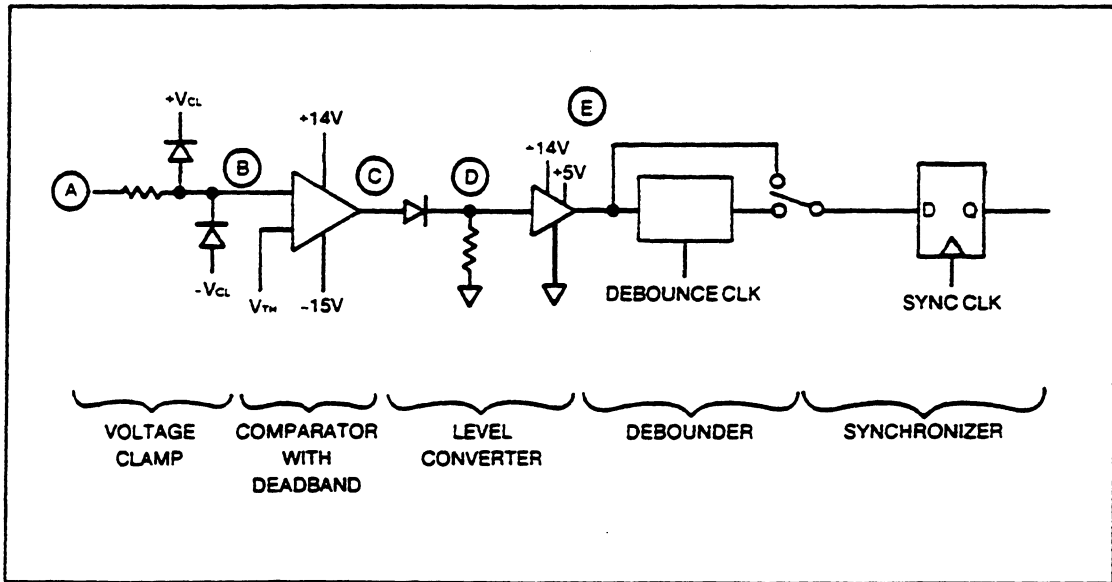 +VCL
+14V
E
-14V
+5V
A
B
C
D
D Q
-VCL
VTH
-15V
DEBOUNCE CLK
SYNC CLK
VOLTAGE
CLAMP
COMPARATOR
WITH
DEADBAND
LEVEL
CONVERTER
DEBOUNDER
SYNCHRONIZER